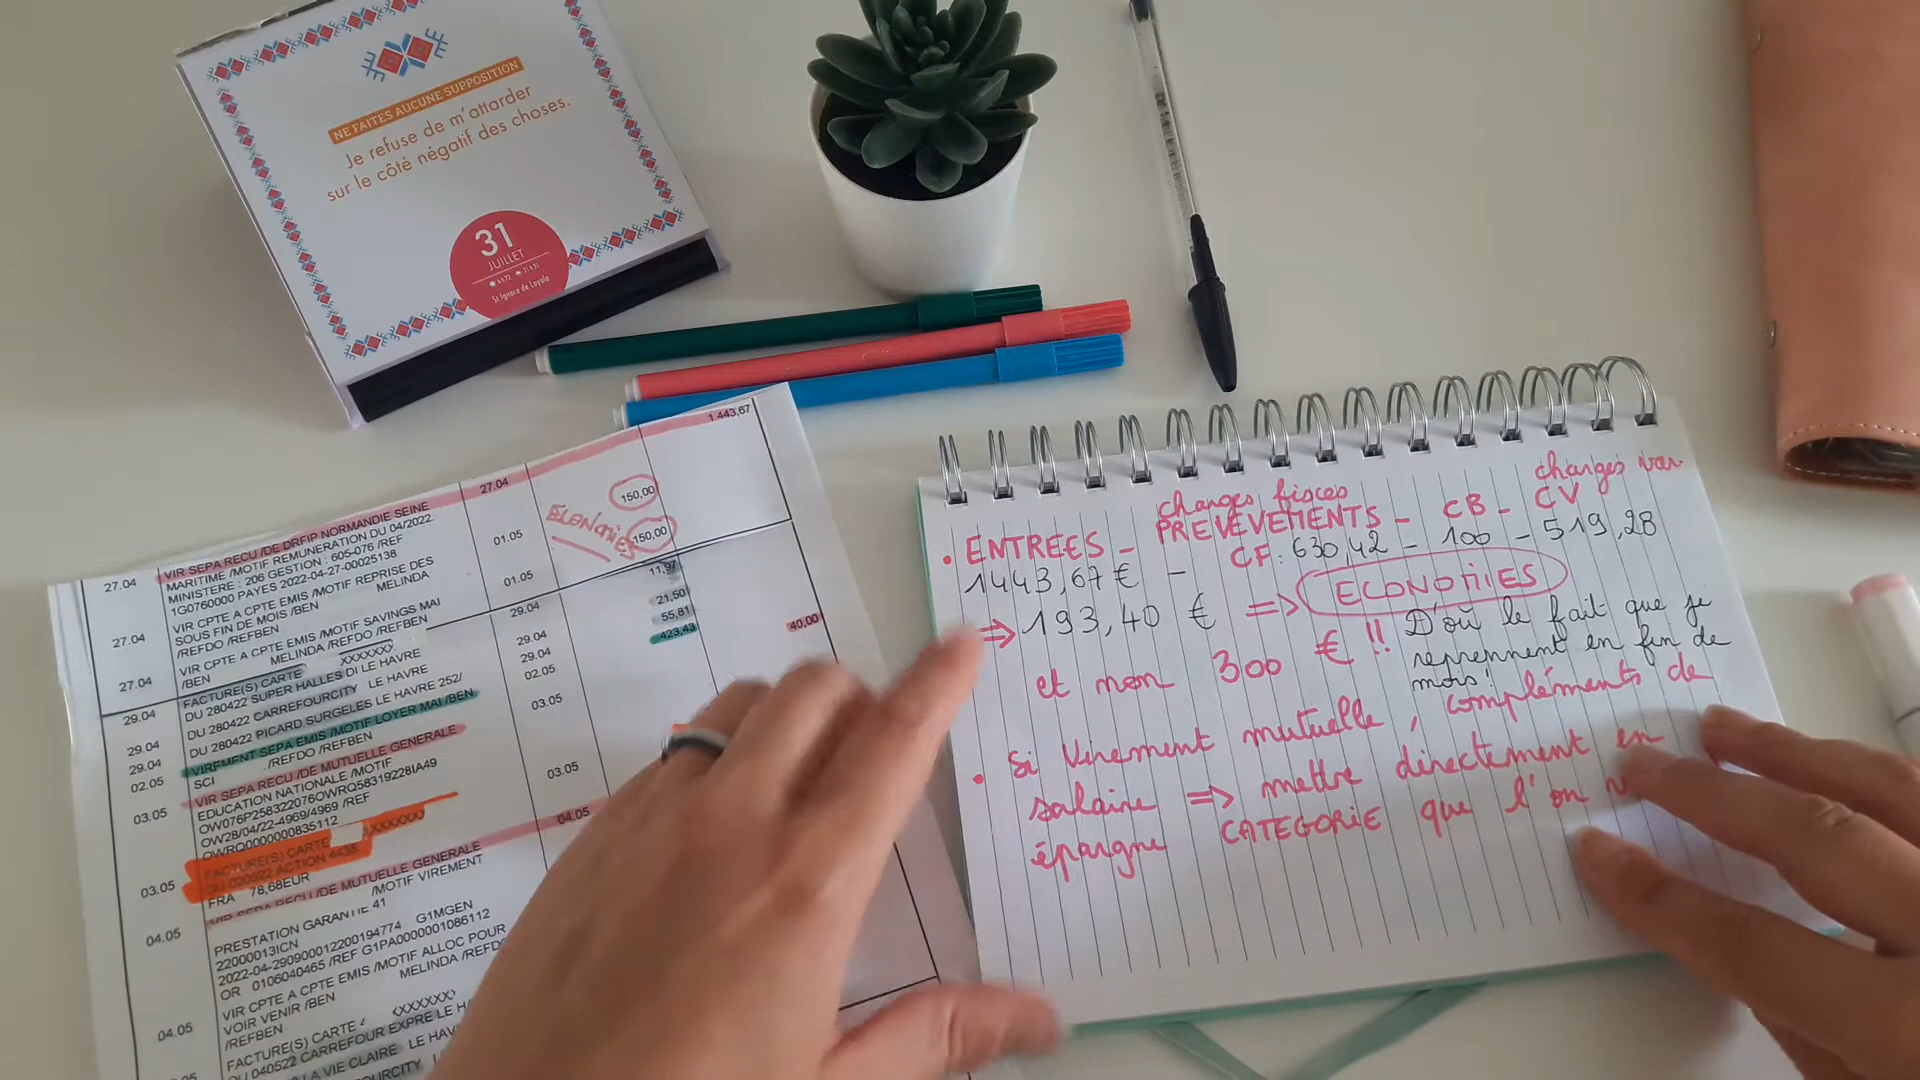 NE FAITES AUCUNE SUPPOSITION
Je refuse de m'attarder
sur le côté négatif des choses.
31
JUILLET
St Ignace de Loyola
1.443,67
27.04 VIR SEPA RECU /DE DRFIP NORMANDIE SEINE 27.04
MARITIME /MOTIF REMUNERATION DU 04/2022
MINISTERE : 206 GESTION : 605-076 /REF
1G0760000 PAYES 2022-04-27-00025138
27.04 VIR CPTE A CPTE EMIS /MOTIF REPRISE DES 01.05 150,00
SOUS FIN DE MOIS /BEN MELINDA
/REFDO /REFBEN
ECONOMIES
27.04 VIR CPTE A CPTE EMIS /MOTIF SAVINGS MAI 01.05 150,00
/BEN MELINDA /REFDO /REFBEN
29.04 FACTURE(S) CARTE XXXXXXX 29.04 11,97
DU 280422 SUPER HALLES DI LE HAVRE
29.04 DU 280422 CARREFOURCITY LE HAVRE 29.04 21,50
29.04 DU 280422 PICARD SURGELES LE HAVRE 252/ 29.04 55,81
02.05 VIREMENT SEPA EMIS /MOTIF LOYER MAI /BEN 02.05 423,43
SCI /REFDO /REFBEN
03.05 VIR SEPA RECU /DE MUTUELLE GENERALE 03.05 40,00
EDUCATION NATIONALE /MOTIF
OW076P258322076OWRQ58319228IA49
OW28/04/22-4969/4969 /REF
OWRQ0000000835112
03.05 FACTURE(S) CARTE XXXXXXX 03.05
DU 020522 ACTION 4435
FRA 78,68EUR
04.05 VIR SEPA RECU /DE MUTUELLE GENERALE 04.05
/MOTIF VIREMENT
PRESTATION GARANTIE 41
22000013ICN G1MGEN
2022-04-290900012200194774
OR 0106040465 /REF G1PA0000001086112
04.05 VIR CPTE A CPTE EMIS /MOTIF ALLOC POUR
VOIR VENIR /BEN MELINDA /REFDO
/REFBEN
FACTURE(S) CARTE XXXXXXX
DU 040522 CARREFOUR EXPRE LE H
LA VIE CLAIRE LE HAV
charges fixces charges var
• ENTREES - PREVEVEMENTS - CB - CV
1443,67€ - CF: 630,42 - 100 - 519,28
⇒ 193,40 € ⇒ ECONOMIES
et non 300 € !! D'où le fait que je
reprennent en fin de
mois!
• Si Virement mutuelle, compléments de
salaire ⇒ mettre directement en
épargne CATEGORIE que l'on v